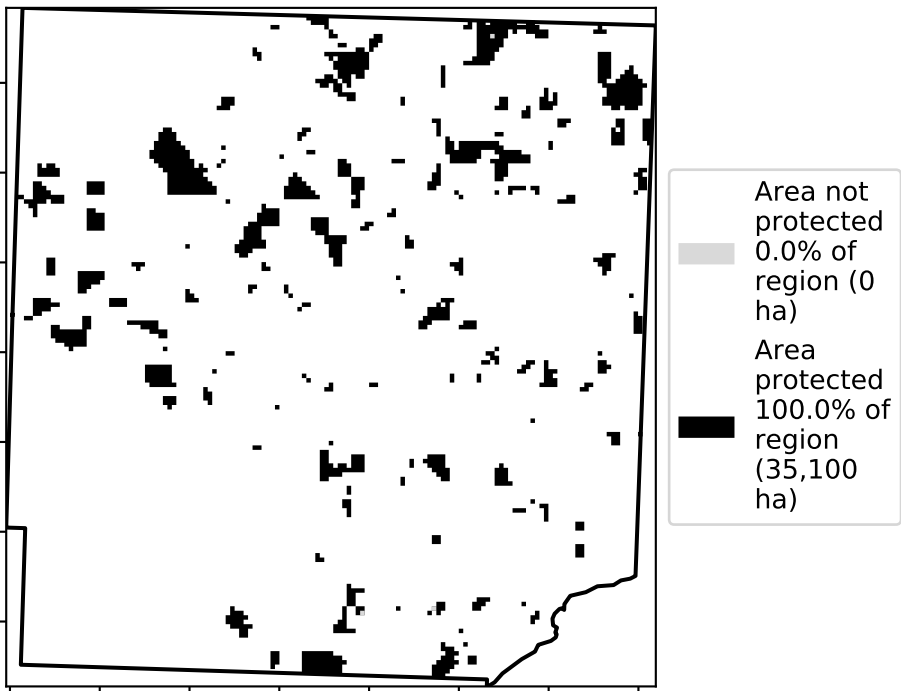 Area not
protected
0.0% of
region (0
ha)
Area
protected
100.0% of
region
(35,100
ha)